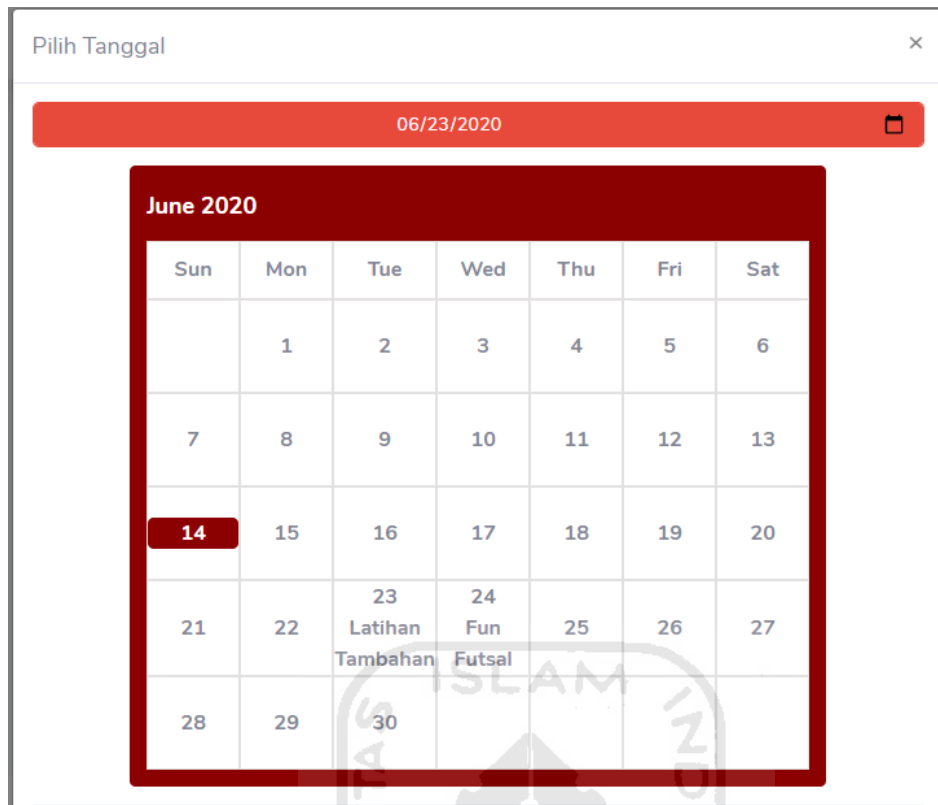 Pilih Tanggal ×
06/23/2020
June 2020
Sun Mon Tue Wed Thu Fri Sat
1 2 3 4 5 6
7 8 9 10 11 12 13
14 15 16 17 18 19 20
21 22 23 Latihan Tambahan 24 Fun Futsal 25 26 27
28 29 30
ISLAM